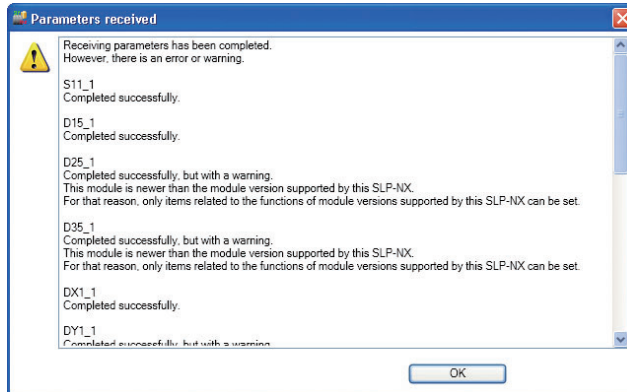 Parameters received
Receiving parameters has been completed.
However, there is an error or warning.
S11_1
Completed successfully.
D15_1
Completed successfully.
D25_1
Completed successfully, but with a warning.
This module is newer than the module version supported by this SLP-NX.
For that reason, only items related to the functions of module versions supported by this SLP-NX can be set.
D35_1
Completed successfully, but with a warning.
This module is newer than the module version supported by this SLP-NX.
For that reason, only items related to the functions of module versions supported by this SLP-NX can be set.
DX1_1
Completed successfully.
DY1_1
Completed successfully, but with a warning.
OK